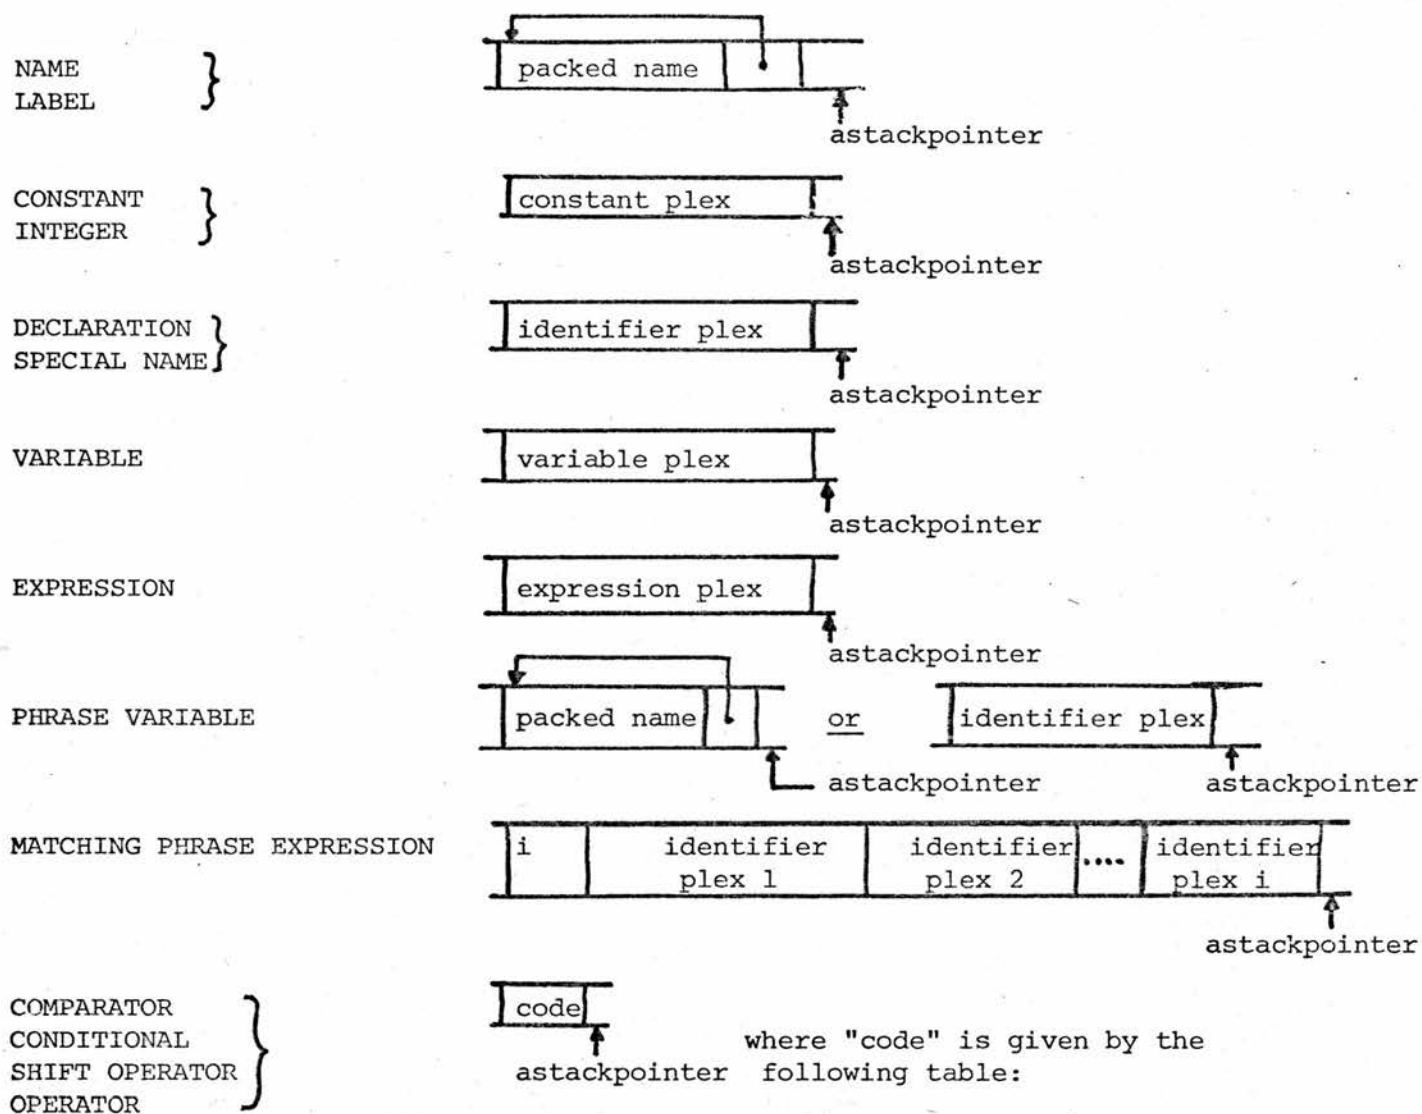 NAME
LABEL
packed name
astackpointer
CONSTANT
INTEGER
constant plex
astackpointer
DECLARATION
SPECIAL NAME
identifier plex
astackpointer
VARIABLE
variable plex
astackpointer
EXPRESSION
expression plex
astackpointer
PHRASE VARIABLE
packed name
or
identifier plex
astackpointer
astackpointer
MATCHING PHRASE EXPRESSION
i
identifier
plex 1
identifier
plex 2
....
identifier
plex i
astackpointer
COMPARATOR
CONDITIONAL
SHIFT OPERATOR
OPERATOR
code
astackpointer
where "code" is given by the
following table: